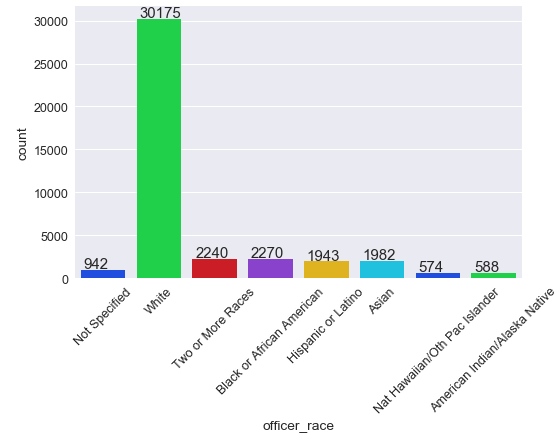 30175
30000
25000
20000
count
15000
10000
5000
0
942
2240
2270
1943
1982
574
588
Not Specified
White
Two or More Races
Black or African American
Hispanic or Latino
Asian
Nat Hawaiian/Oth Pac Islander
American Indian/Alaska Native
officer_race